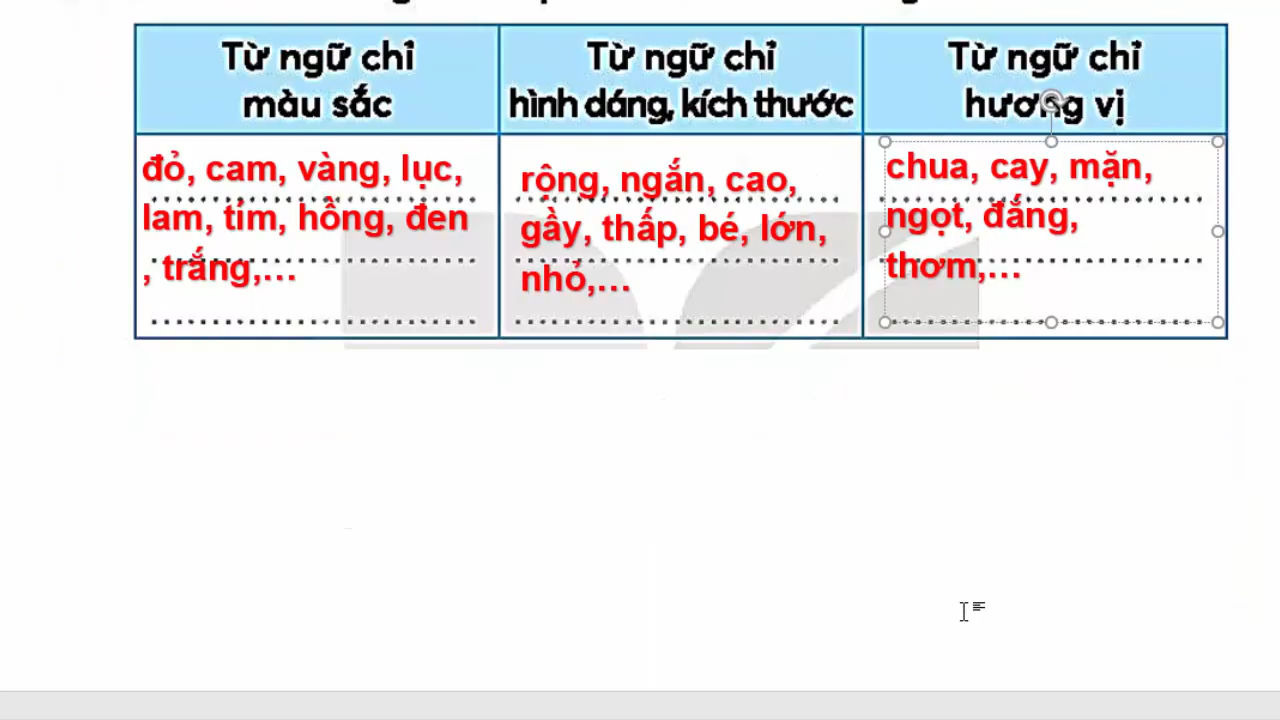 Từ ngữ chỉ
màu sắc
Từ ngữ chỉ
hình dáng, kích thước
Từ ngữ chỉ
hương vị
đỏ, cam, vàng, lục,
lam, tím, hồng, đen
, trắng,...
rộng, ngắn, cao,
gầy, thấp, bé, lớn,
nhỏ,...
chua, cay, mặn,
ngọt, đắng,
thơm,...